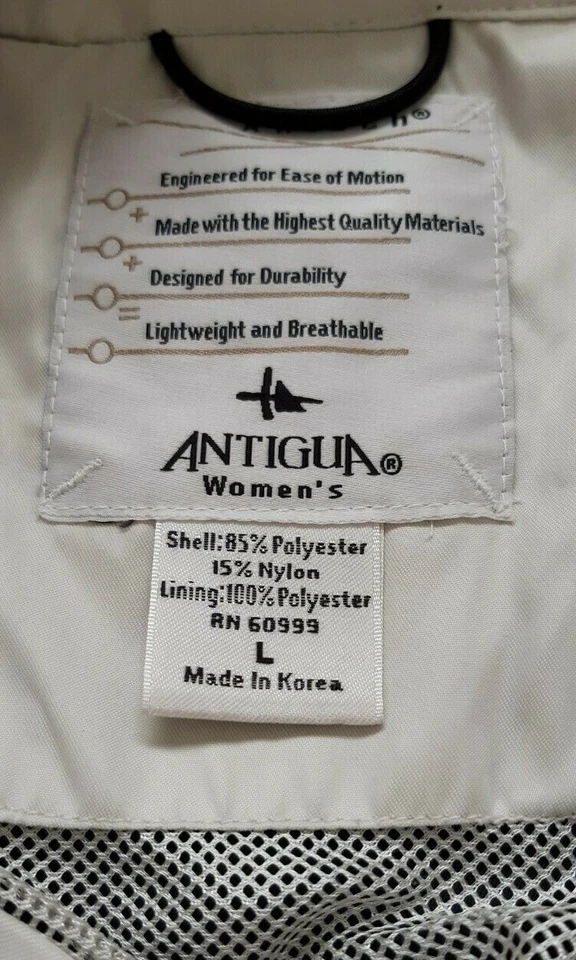 Engineered for Ease of Motion
+ Made with the Highest Quality Materials
+ Designed for Durability
= Lightweight and Breathable
ANTIGUA®
Women's
Shell:85% Polyester
15% Nylon
Lining:100% Polyester
RN 60999
L
Made In Korea